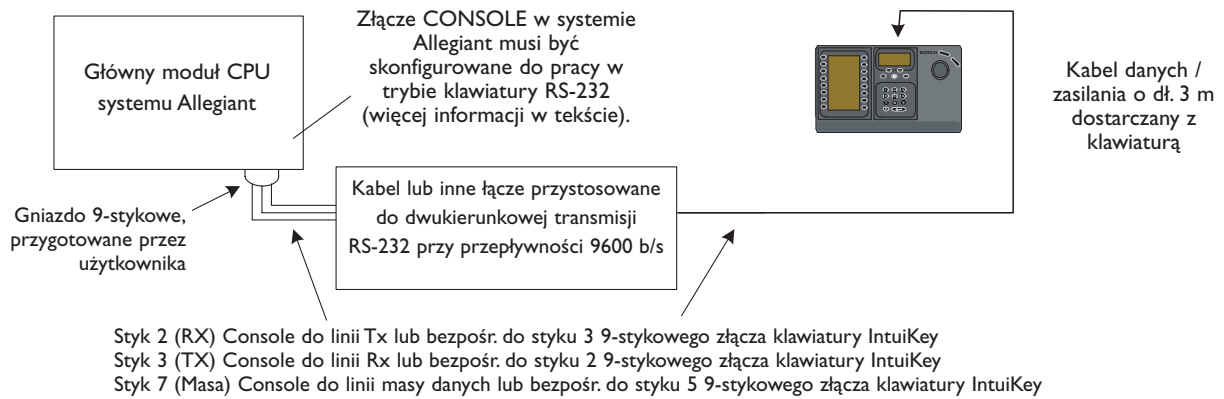 Główny moduł CPU
systemu Allegiant
Złącze CONSOLE w systemie
Allegiant musi być
skonfigurowane do pracy w
trybie klawiatury RS-232
(więcej informacji w tekście).
BOSCH
Kabel danych /
zasilania o dł. 3 m
dostarczany z
klawiaturą
Gniazdo 9-stykowe,
przygotowane przez
użytkownika
Kabel lub inne łącze przystosowane
do dwukierunkowej transmisji
RS-232 przy przepływności 9600 b/s
Styk 2 (RX) Console do linii Tx lub bezpośr. do styku 3 9-stykowego złącza klawiatury IntuiKey
Styk 3 (TX) Console do linii Rx lub bezpośr. do styku 2 9-stykowego złącza klawiatury IntuiKey
Styk 7 (Masa) Console do linii masy danych lub bezpośr. do styku 5 9-stykowego złącza klawiatury IntuiKey